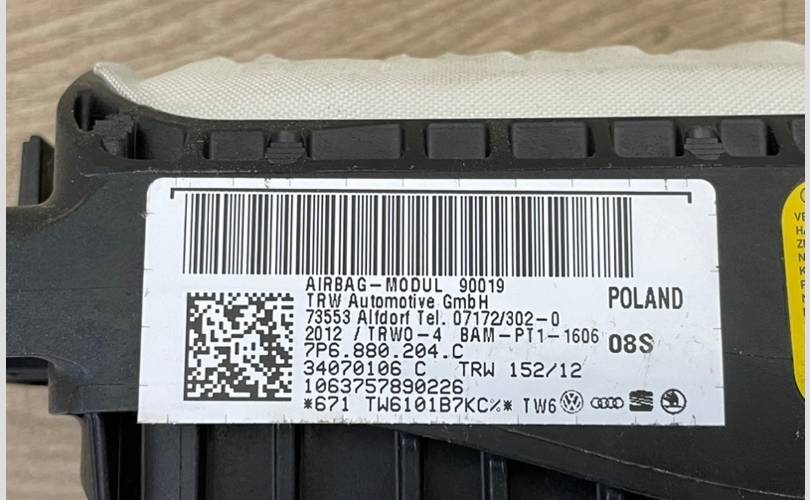 AIRBAG-MODUL 90019
TRW Automotive GmbH
POLAND
73553 Alfdorf Tel. 07172/302-0
2012 / TRWO-4 BAM-PT1-1606
08S
7P6.880.204.C
34070106 C TRW 152/12
1063757890226
*671 TW6101B7KC%* TW6